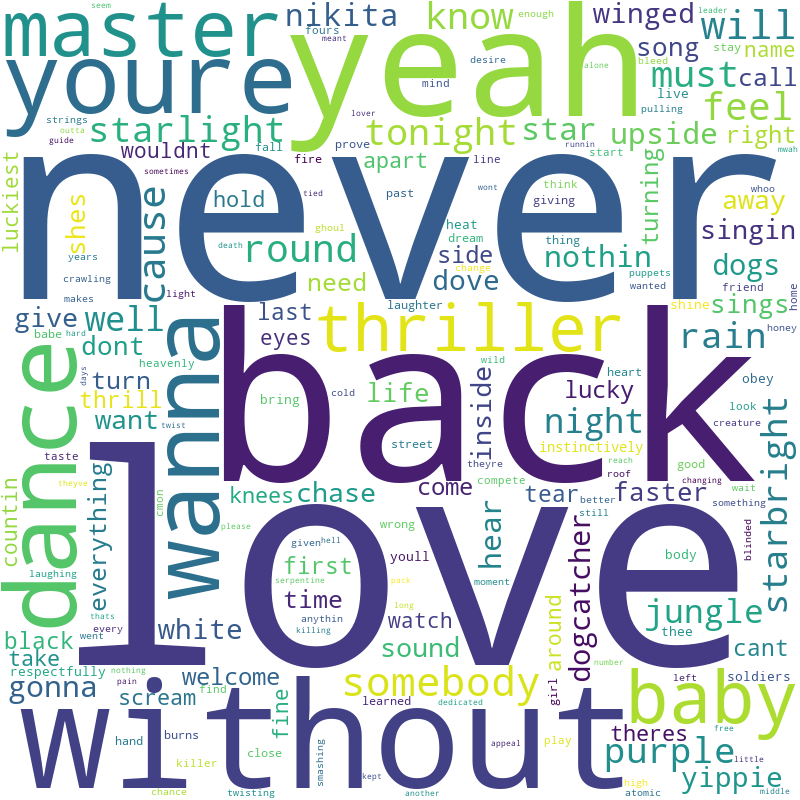 seem
master
nikita
fours
yeah
know
enough
leader
winged
will
youre
meant
desire
song
stay
name
mind
bleed
alone
must
call
strings
outta
guide
starlight
lover
pulling
live
feel
tonight
star
upside
right
wouldnt
fall
prove
line
start
mwah
luckiest
sometimes
fire
apart
turning
never
tied
past
giving
think
wont
whoo
away
shes
cause
hold
singin
years
ghoul
heat
dream
thing
nothin
round
side
death
crawling
change
puppets
dogs
need
dove
wanted
friend
home
makes
light
laughter
shine
sings
give
well
last
thriller
babe
hard
dont
eyes
rain
honey
wanna
back
heavenly
wild
days
turn
life
heart
obey
thrill
bring
cold
lucky
look
want
inside
night
creature
dance
twist
street
instinctively
starbright
taste
theyre
reach
roof
good
changing
theyve
come
compete
wait
countin
cmon
knees
chase
tear
faster
better
something
everything
please
wrong
still
love
hear
given
hell
youll
moment
body
blinded
laughing
first
serpentine
pack
thats
time
long
dogcatcher
jungle
every
anythin
watch
black
went
white
killing
thee
cant
take
sound
around
respectfully
nothing
number
left
soldiers
gonna
pain
welcome
somebody
girl
scream
find
learned
dedicated
baby
without
fine
free
hand
burns
close
theres
smashing
appeal
play
purple
little
killer
kept
high
yippie
chance
twisting
another
atomic
middle